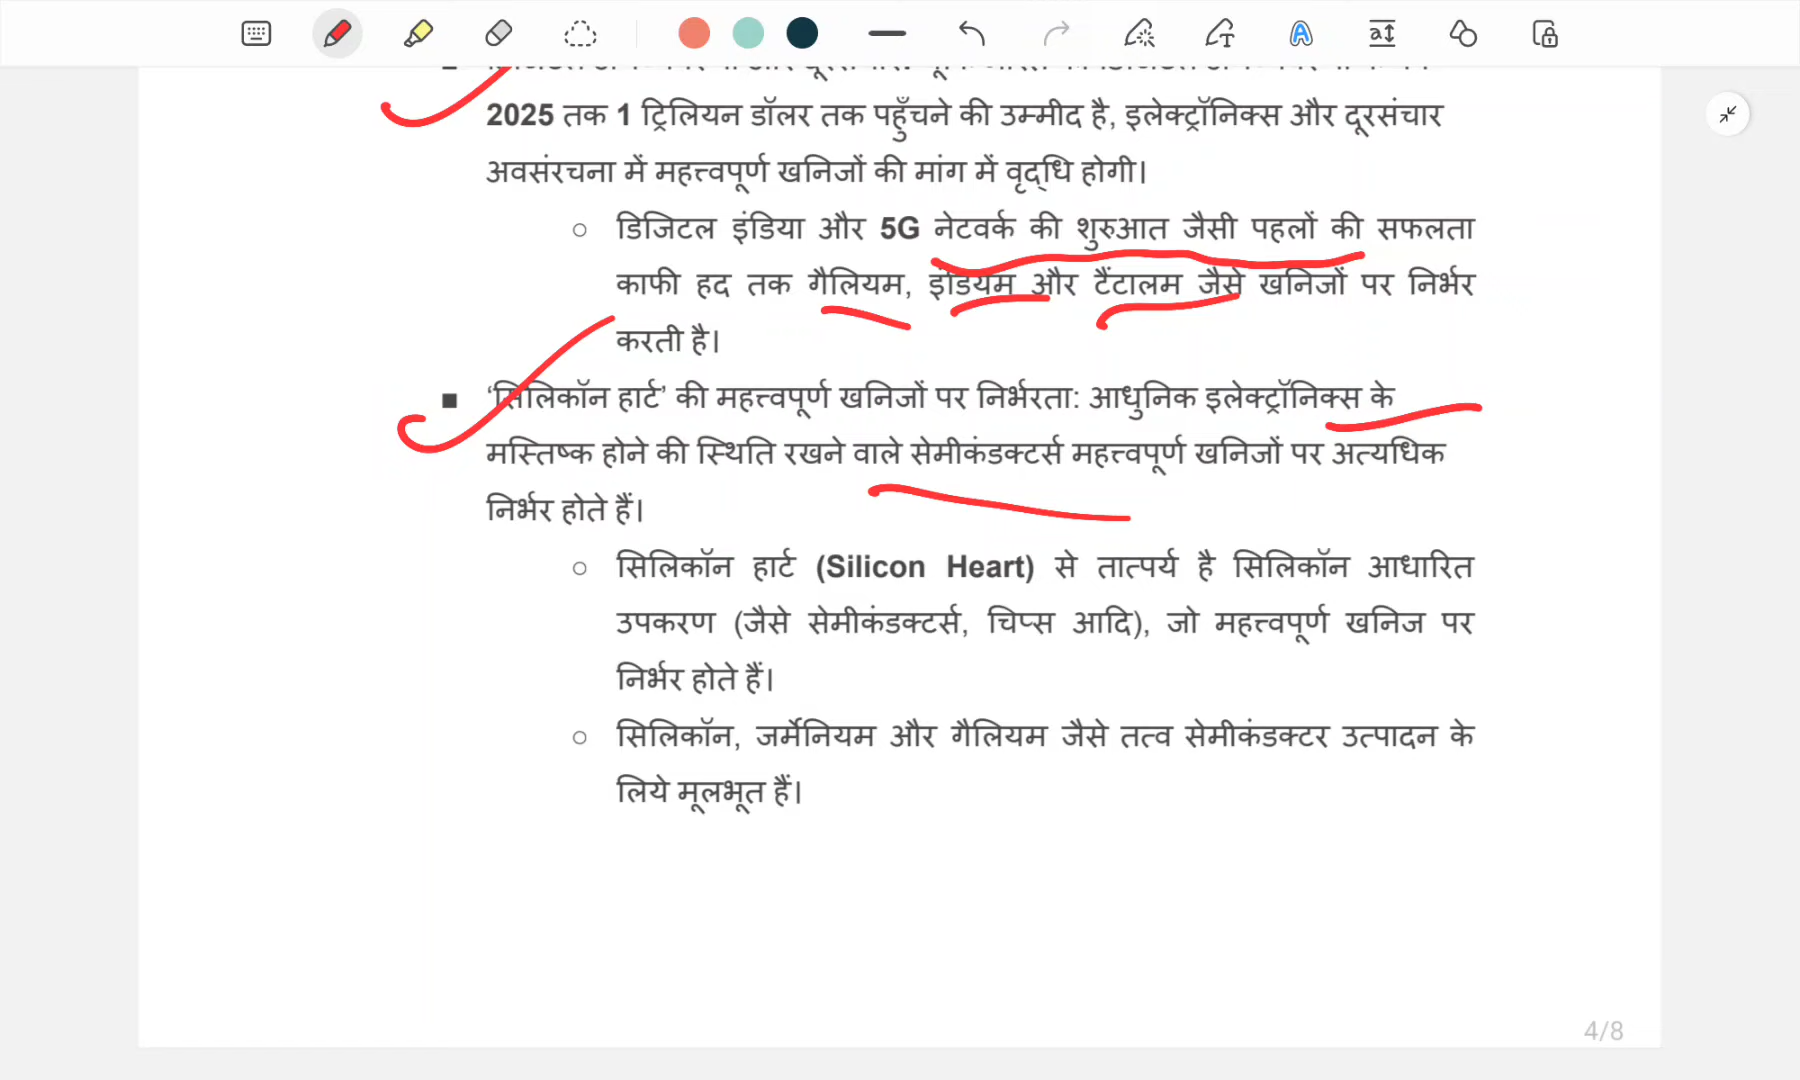 2025 तक 1 ट्रिलियन डॉलर तक पहुँचने की उम्मीद है, इलेक्ट्रॉनिक्स और दूरसंचार
अवसंरचना में महत्त्वपूर्ण खनिजों की मांग में वृद्धि होगी।
○ डिजिटल इंडिया और 5G नेटवर्क की शुरुआत जैसी पहलों की सफलता
काफी हद तक गैलियम, इंडियम और टैंटालम जैसे खनिजों पर निर्भर
करती है।
■ ‘सिलिकॉन हार्ट’ की महत्त्वपूर्ण खनिजों पर निर्भरता: आधुनिक इलेक्ट्रॉनिक्स के
मस्तिष्क होने की स्थिति रखने वाले सेमीकंडक्टर्स महत्त्वपूर्ण खनिजों पर अत्यधिक
निर्भर होते हैं।
○ सिलिकॉन हार्ट (Silicon Heart) से तात्पर्य है सिलिकॉन आधारित
उपकरण (जैसे सेमीकंडक्टर्स, चिप्स आदि), जो महत्त्वपूर्ण खनिज पर
निर्भर होते हैं।
○ सिलिकॉन, जर्मेनियम और गैलियम जैसे तत्व सेमीकंडक्टर उत्पादन के
लिये मूलभूत हैं।
4/8